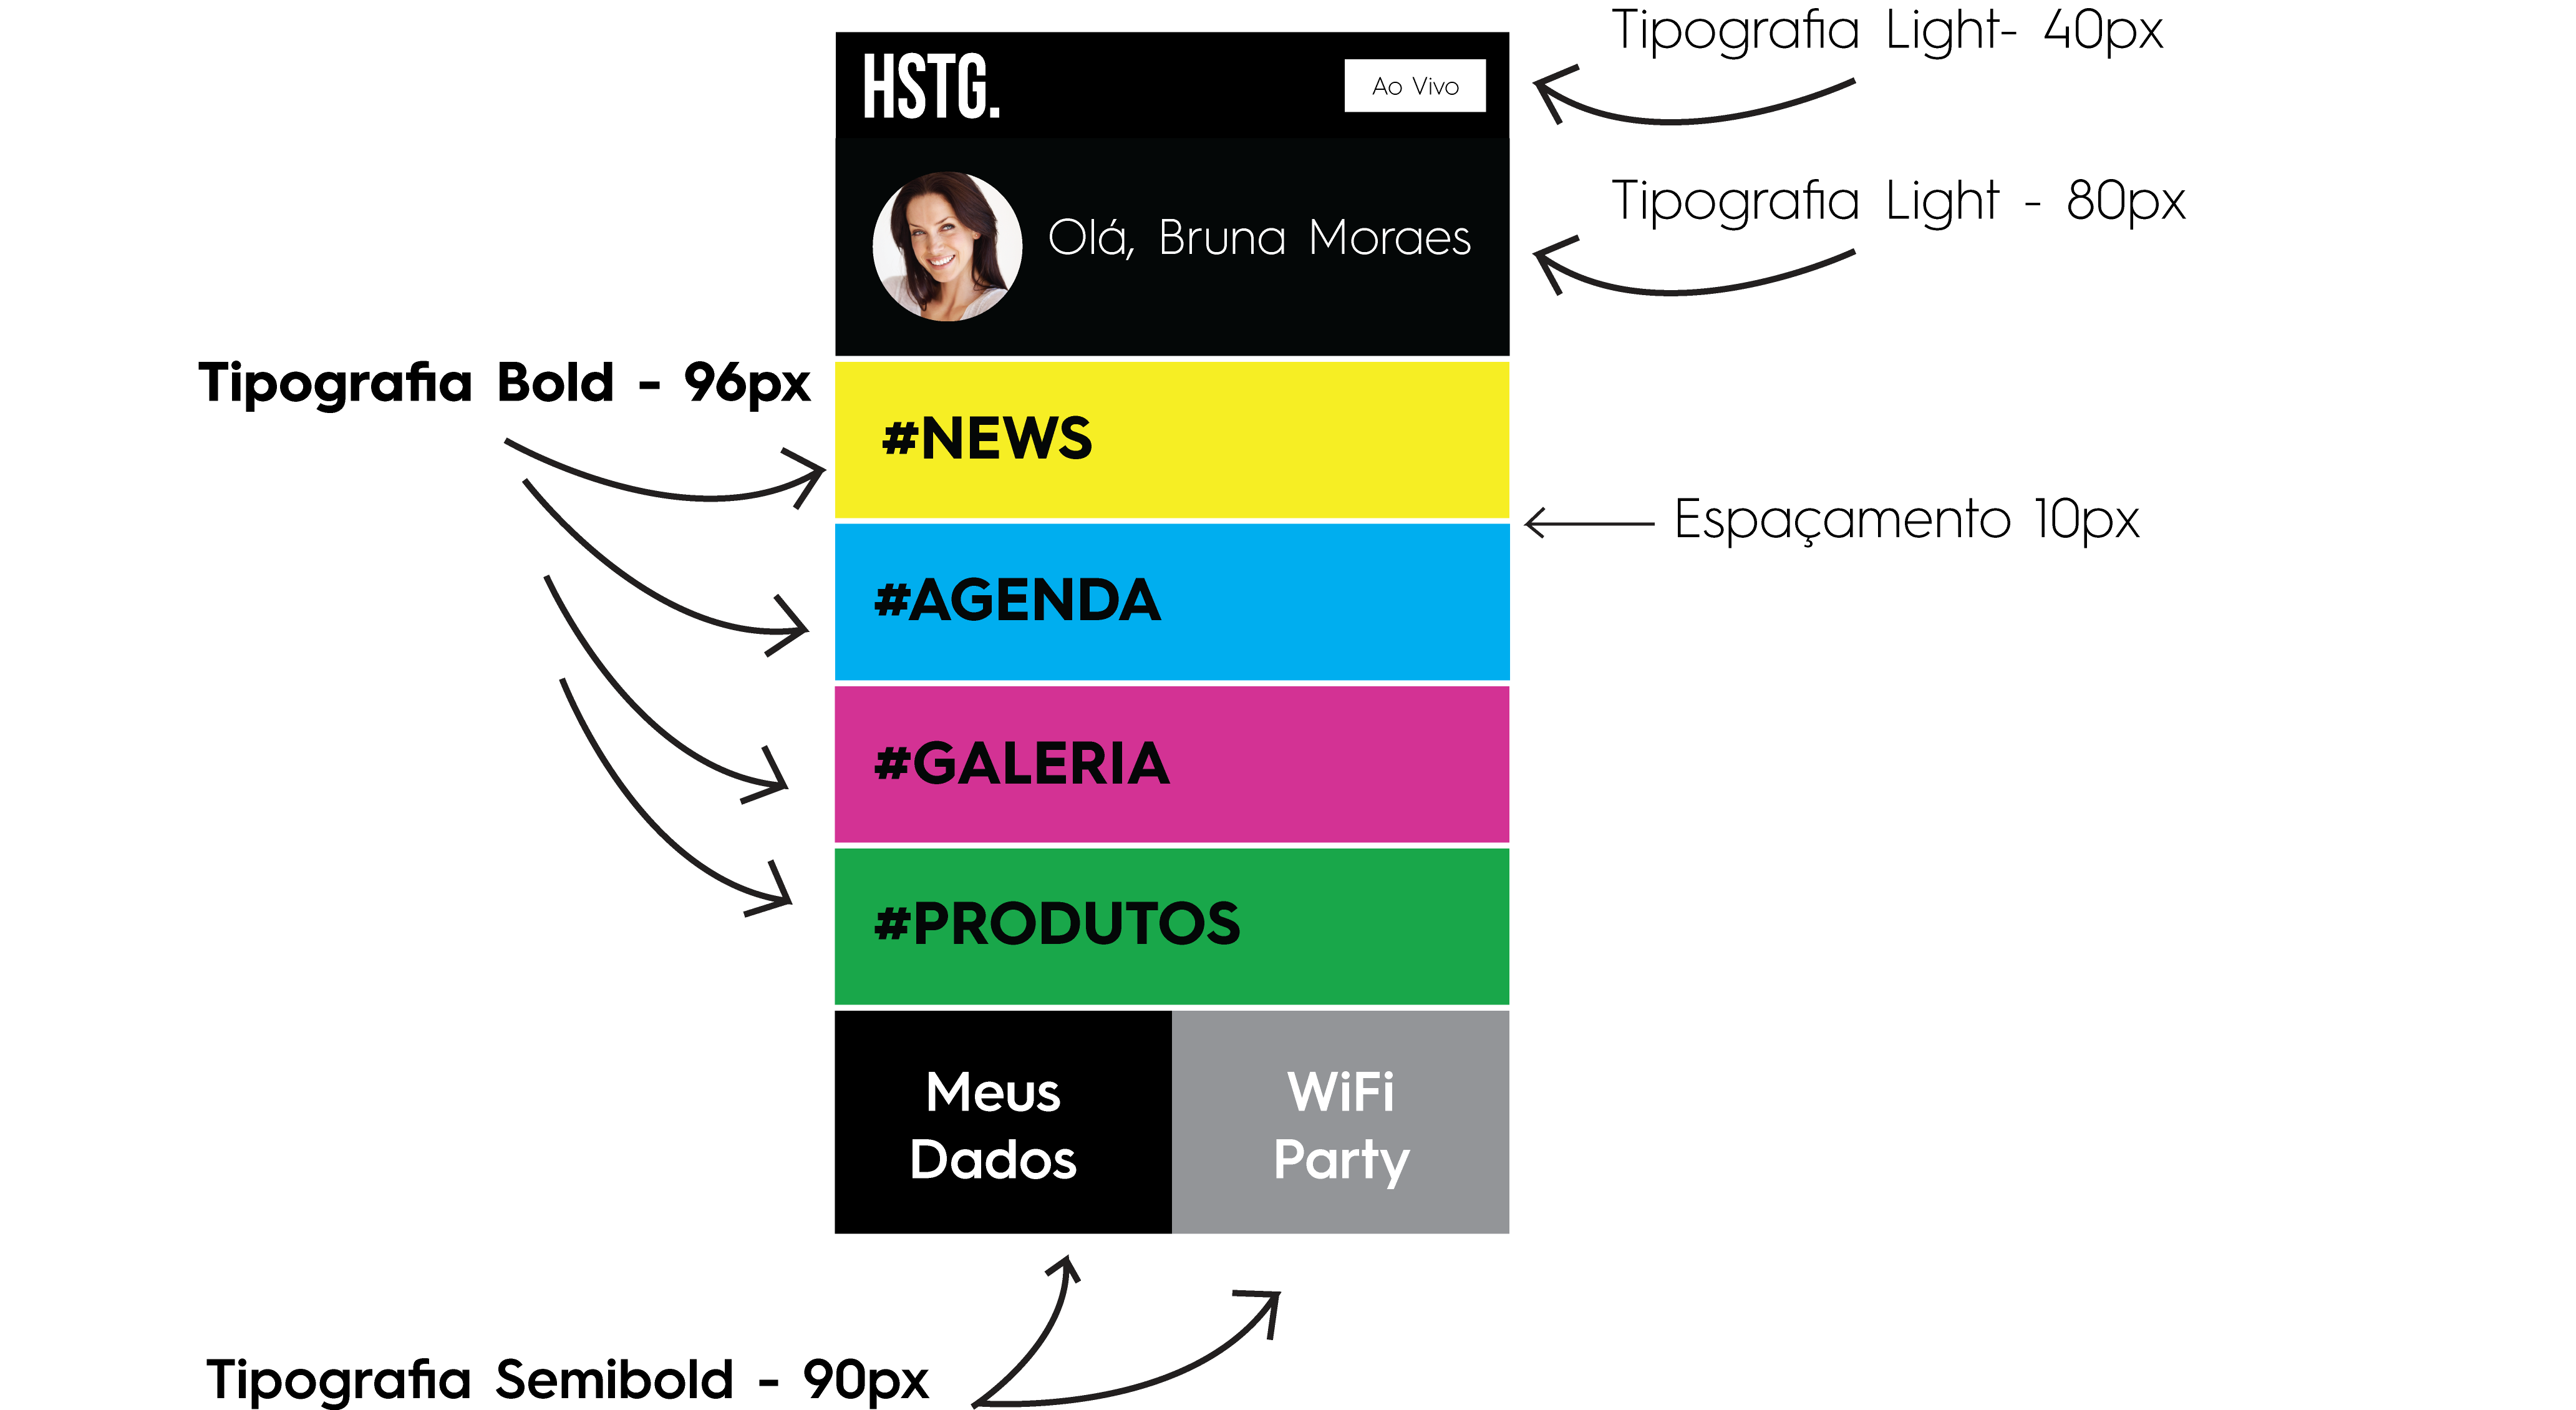 Tipografia Light- 40px
HSTG.
Ao Vivo
Tipografia Light - 80px
Olá, Bruna Moraes
Tipografia Bold - 96px
#NEWS
Espaçamento 10px
#AGENDA
#GALERIA
#PRODUTOS
Meus
Dados
WiFi
Party
Tipografia Semibold - 90px